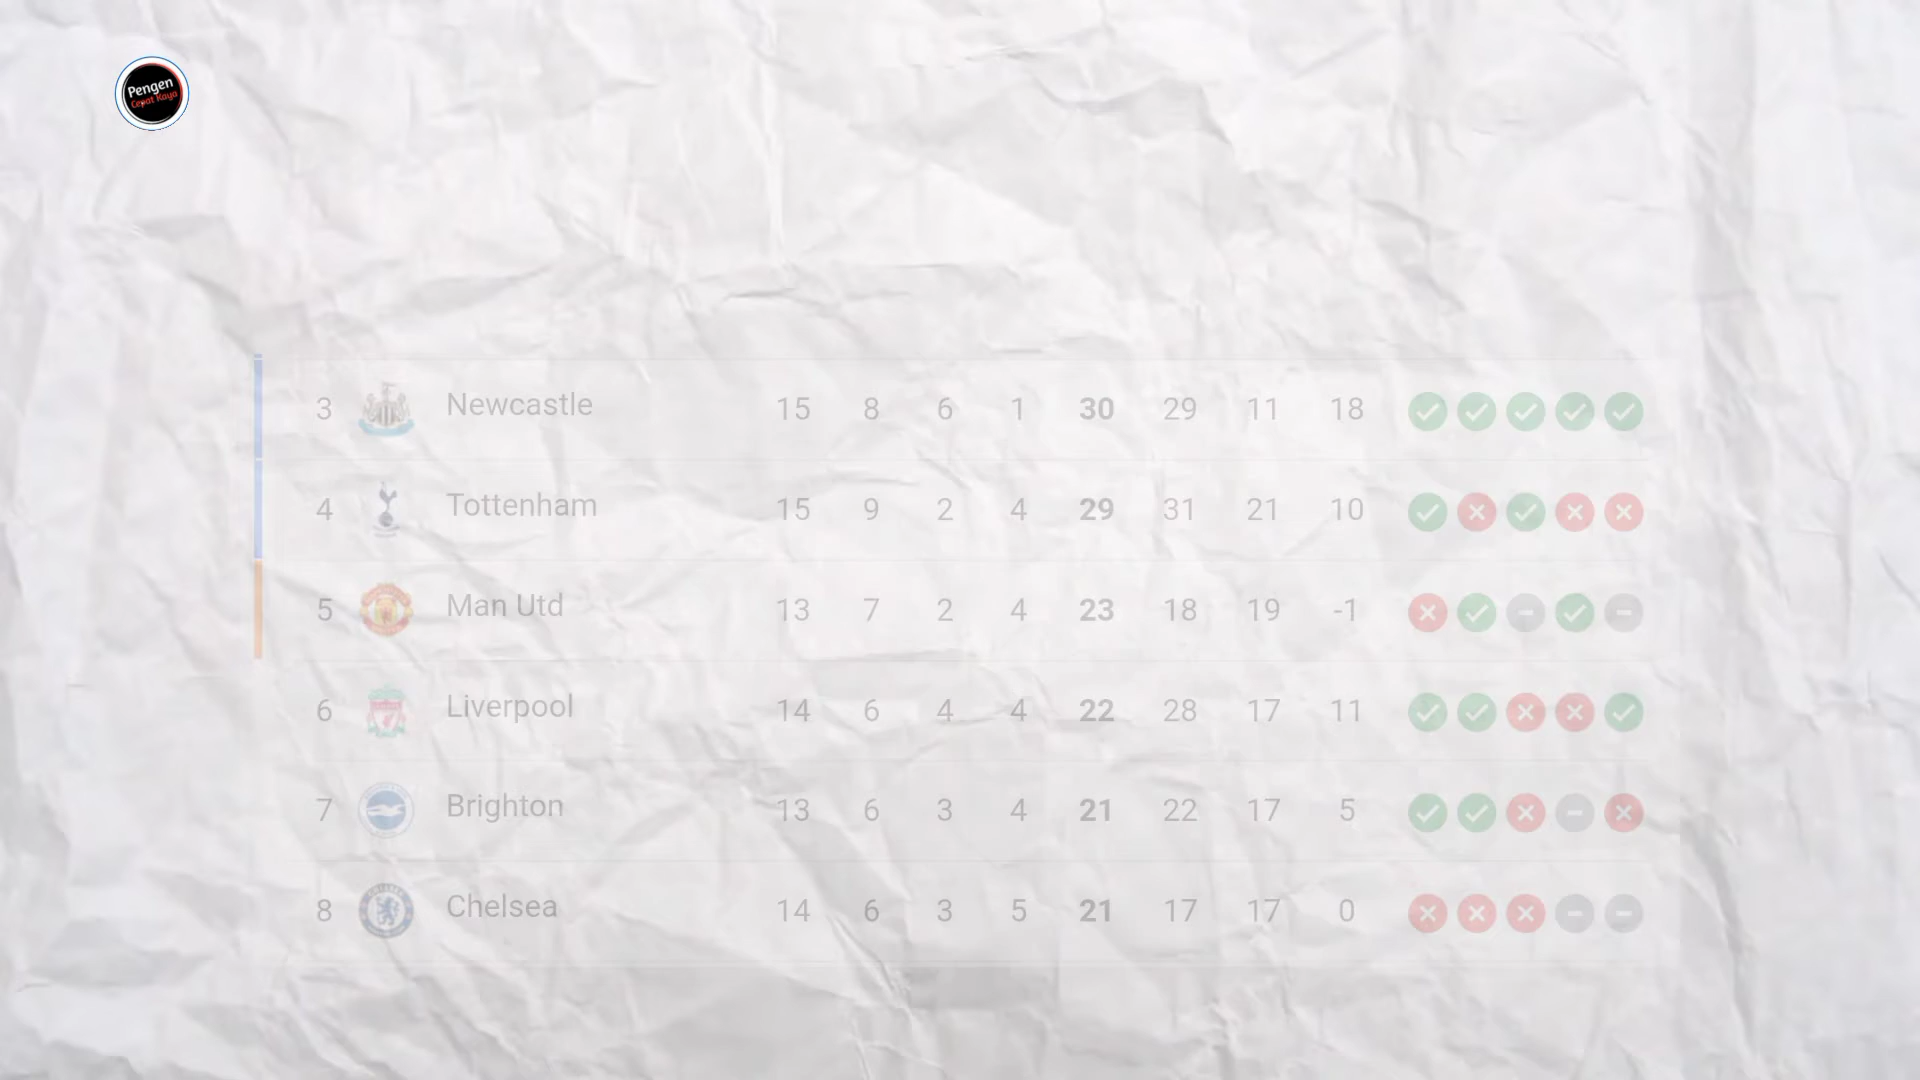 Pengen
Cepat Kaya
3 Newcastle 15 8 6 1 30 29 11 18
4 Tottenham 15 9 2 4 29 31 21 10
5 Man Utd 13 7 2 4 23 18 19 -1
6 Liverpool 14 6 4 4 22 28 17 11
7 Brighton 13 6 3 4 21 22 17 5
8 Chelsea 14 6 3 5 21 17 17 0